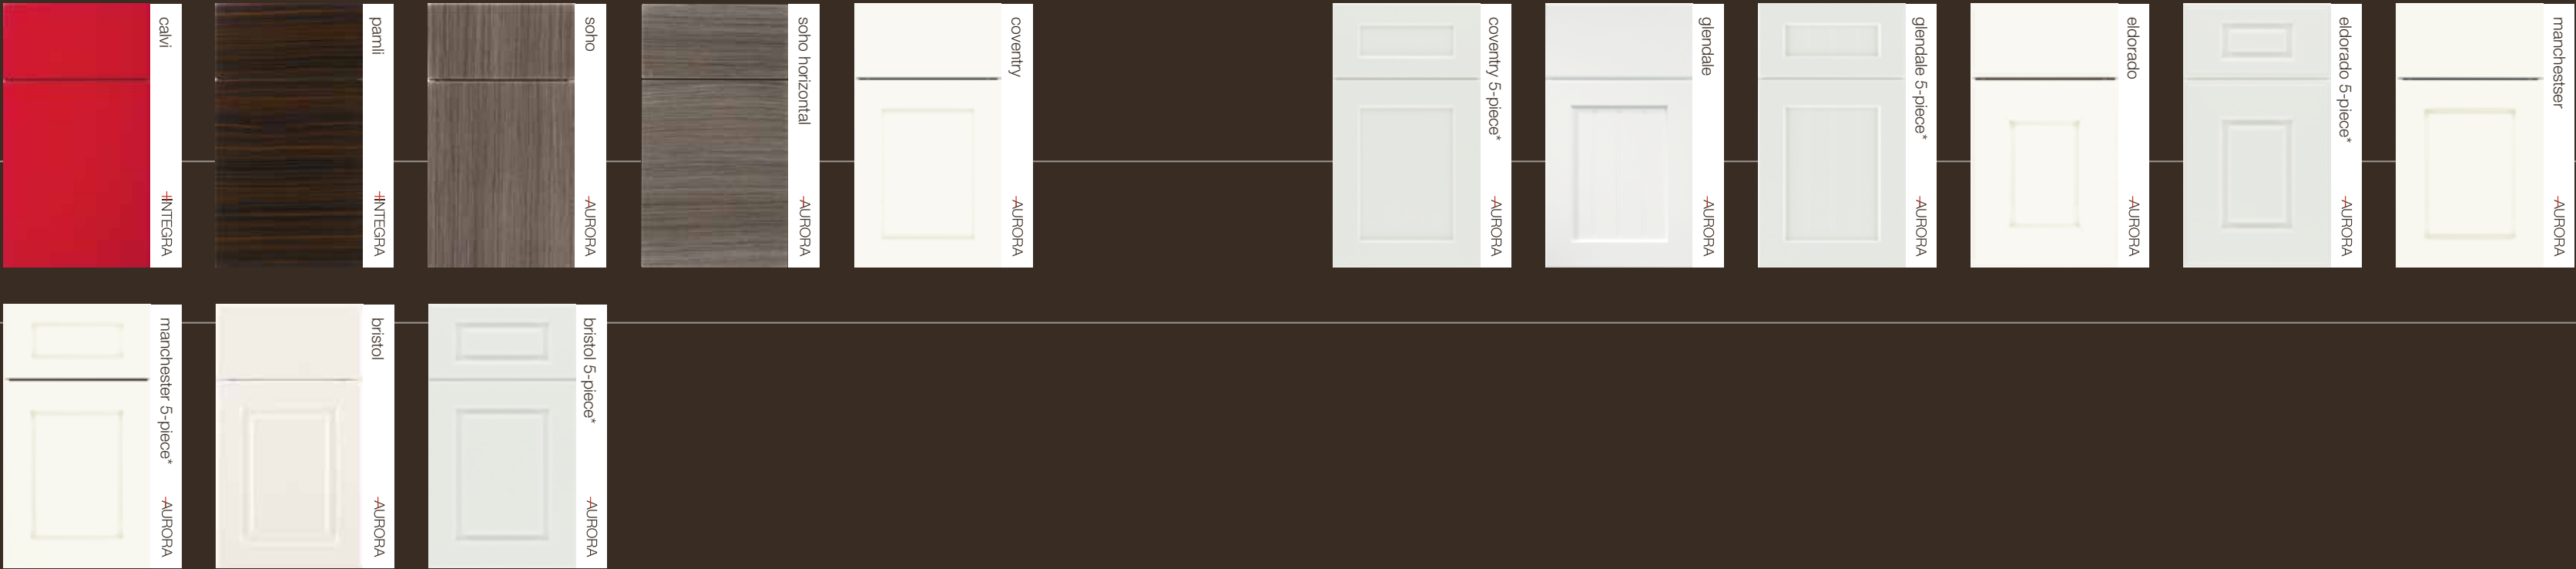 calvi
INTEGRA
pamli
INTEGRA
soho
AURORA
soho horizontal
AURORA
coventry
AURORA
coventry 5-piece*
AURORA
glendale
AURORA
glendale 5-piece*
AURORA
eldorado
AURORA
eldorado 5-piece*
AURORA
manchestser
AURORA
manchester 5-piece*
AURORA
bristol
AURORA
bristol 5-piece*
AURORA